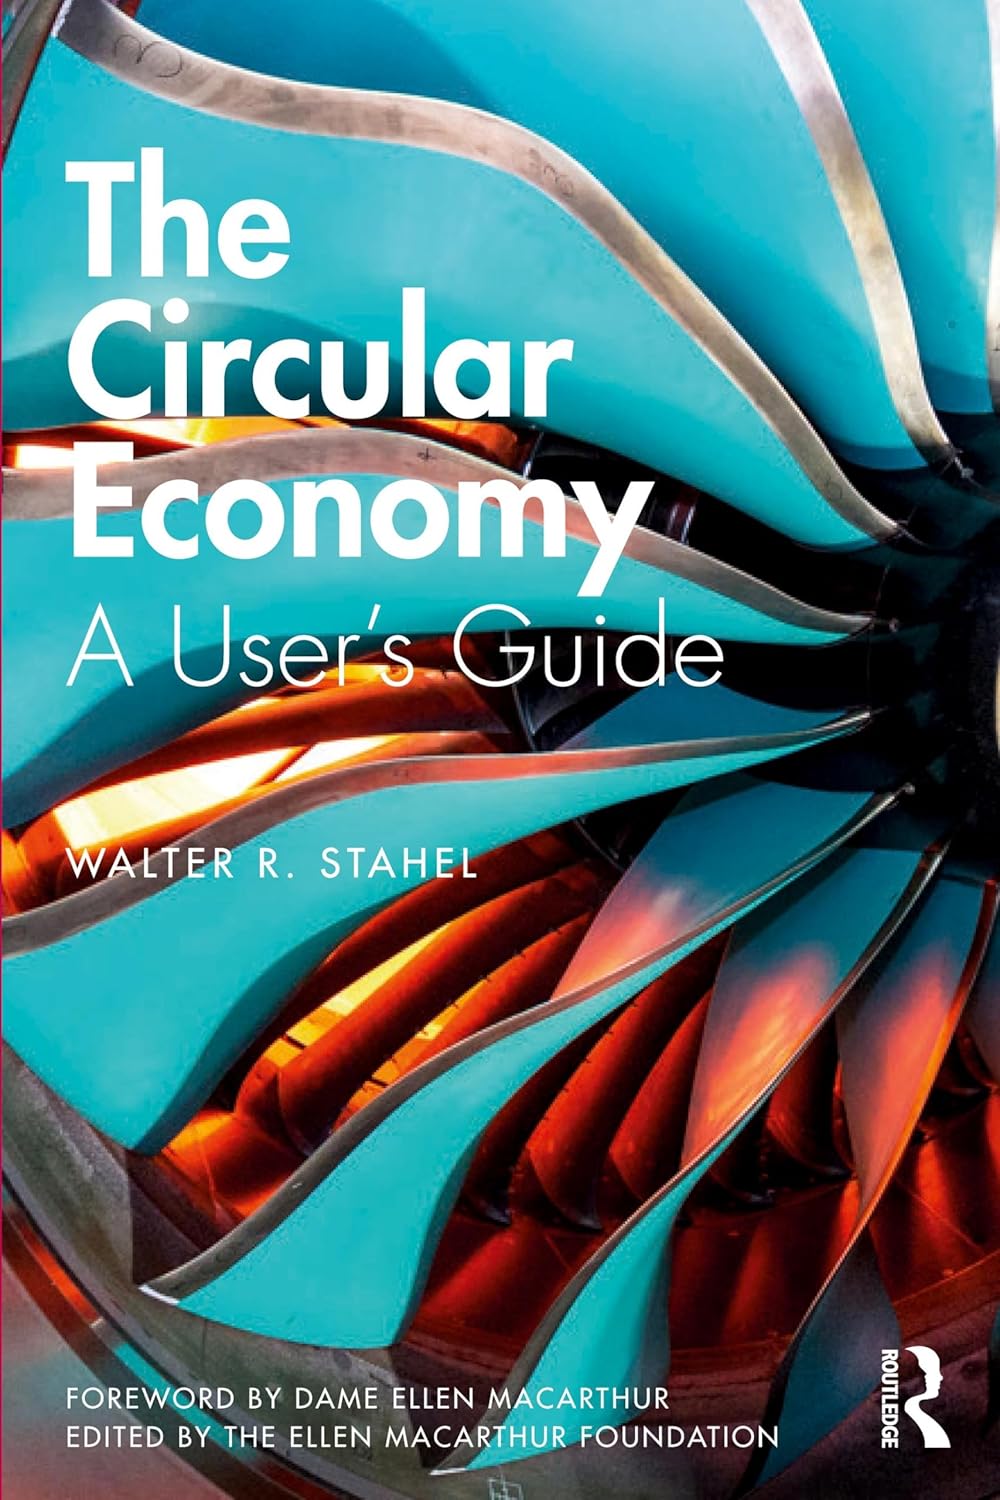 The
Circular
Economy
A User's Guide
WALTER R. STAHEL
FOREWORD BY DAME ELLEN MACARTHUR
EDITED BY THE ELLEN MACARTHUR FOUNDATION
ROUTLEDGE